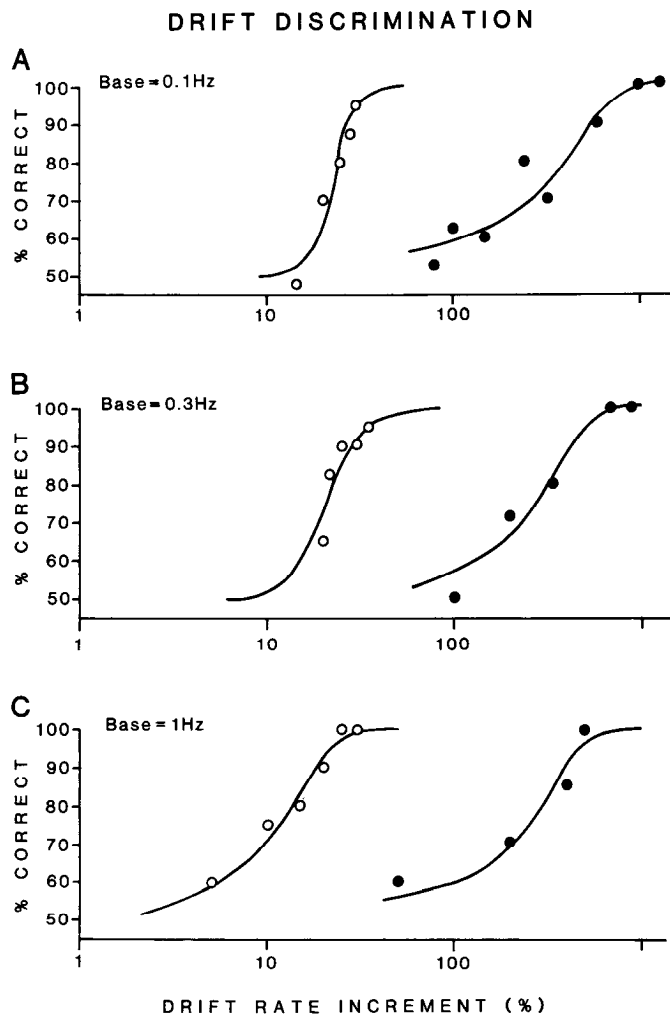 DRIFT DISCRIMINATION
A
Base=0.1Hz
% CORRECT
100
90
80
70
60
50
1
10
100
B
Base=0.3Hz
% CORRECT
100
90
80
70
60
50
1
10
100
C
Base=1Hz
% CORRECT
100
90
80
70
60
50
1
10
100
DRIFT RATE INCREMENT (%)